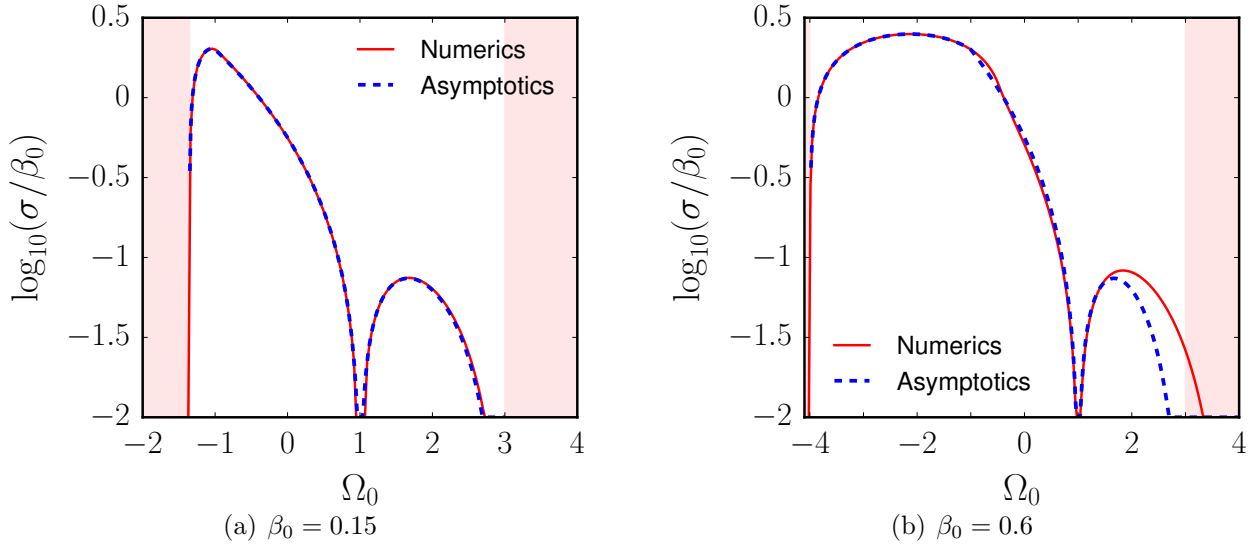 0.5
0
−0.5
−1
−1.5
−2
log₁₀(σ/β₀)
−2 −1 0 1 2 3 4
Ω₀
Numerics
Asymptotics
(a) β₀ = 0.15
0.5
0
−0.5
−1
−1.5
−2
log₁₀(σ/β₀)
−4 −2 0 2 4
Ω₀
Numerics
Asymptotics
(b) β₀ = 0.6